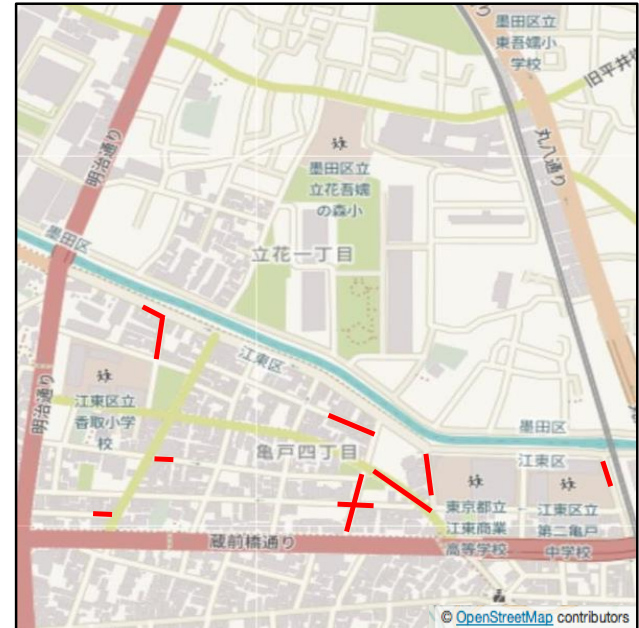 墨田区立
東吾嬬小
学校
旧平井
丸八通り
明治通り
墨田区立
立花吾嬬
の森小
墨田区
立花一丁目
江東区
江東区立
香取小学
校
明治通り
亀戸四丁目
墨田区
江東区
東京都立
江東商業
高等学校
江東区立
第二亀戸
中学校
蔵前橋通り
© OpenStreetMap contributors